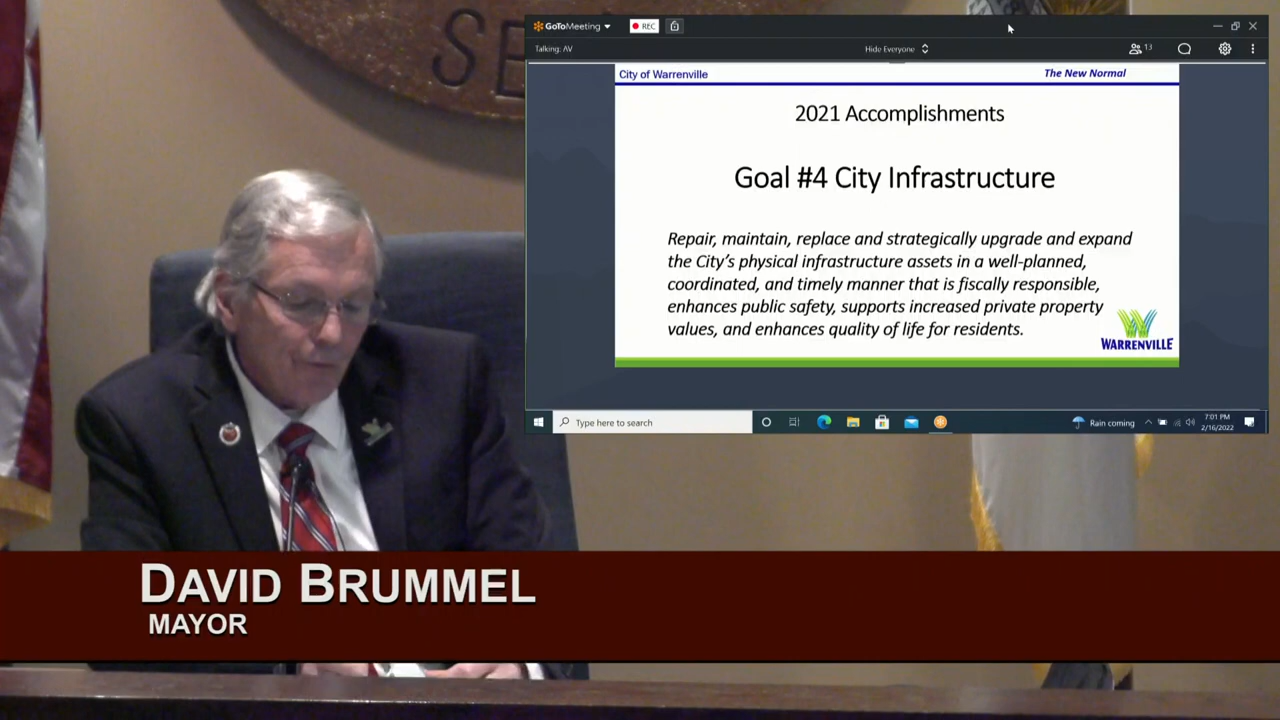 SE
GoToMeeting
REC
Talking: AV
Hide Everyone
13
City of Warrenville
The New Normal
2021 Accomplishments
Goal #4 City Infrastructure
Repair, maintain, replace and strategically upgrade and expand
the City's physical infrastructure assets in a well-planned,
coordinated, and timely manner that is fiscally responsible,
enhances public safety, supports increased private property
values, and enhances quality of life for residents.
WARRENVILLE
Type here to search
Rain coming
7:01 PM
2/16/2022
DAVID BRUMMEL
MAYOR